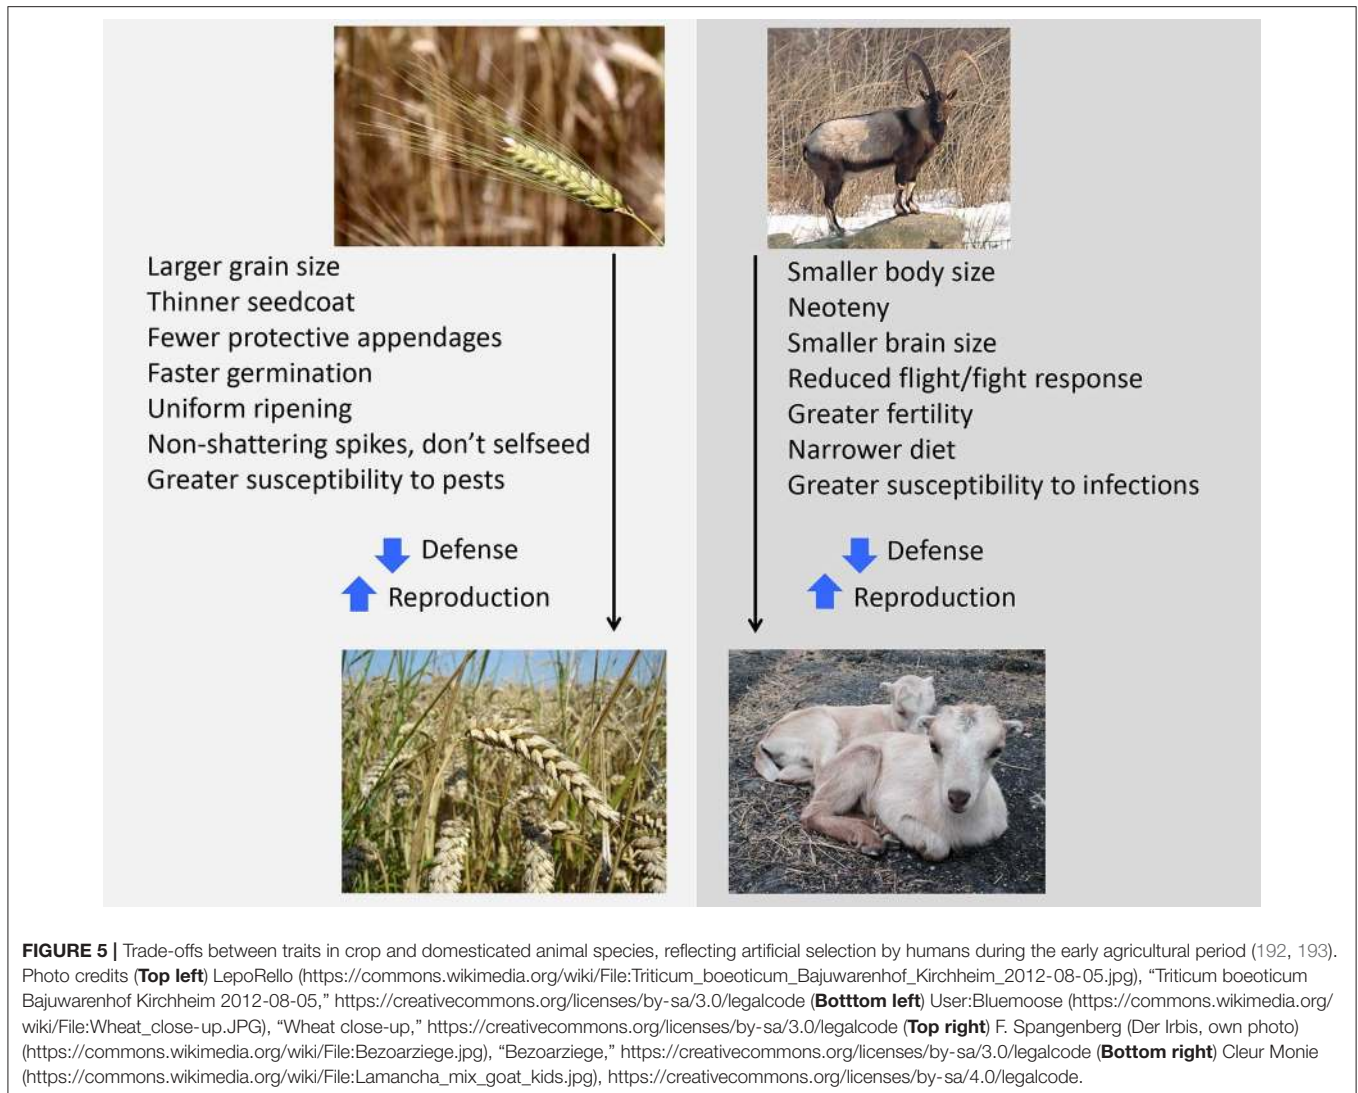 Larger grain size
Thinner seedcoat
Fewer protective appendages
Faster germination
Uniform ripening
Non-shattering spikes, don’t selfseed
Greater susceptibility to pests
Defense
Reproduction
Smaller body size
Neoteny
Smaller brain size
Reduced flight/fight response
Greater fertility
Narrower diet
Greater susceptibility to infections
Defense
Reproduction
FIGURE 5 | Trade-offs between traits in crop and domesticated animal species, reflecting artificial selection by humans during the early agricultural period (192, 193).
Photo credits (Top left) LepoRello (https://commons.wikimedia.org/wiki/File:Triticum_boeoticum_Bajuwarenhof_Kirchheim_2012-08-05.jpg), “Triticum boeoticum
Bajuwarenhof Kirchheim 2012-08-05,” https://creativecommons.org/licenses/by-sa/3.0/legalcode (Botttom left) User:Bluemoose (https://commons.wikimedia.org/
wiki/File:Wheat_close-up.JPG), “Wheat close-up,” https://creativecommons.org/licenses/by-sa/3.0/legalcode (Top right) F. Spangenberg (Der Irbis, own photo)
(https://commons.wikimedia.org/wiki/File:Bezoarziege.jpg), “Bezoarziege,” https://creativecommons.org/licenses/by-sa/3.0/legalcode (Bottom right) Cleur Monie
(https://commons.wikimedia.org/wiki/File:Lamancha_mix_goat_kids.jpg), https://creativecommons.org/licenses/by-sa/4.0/legalcode.